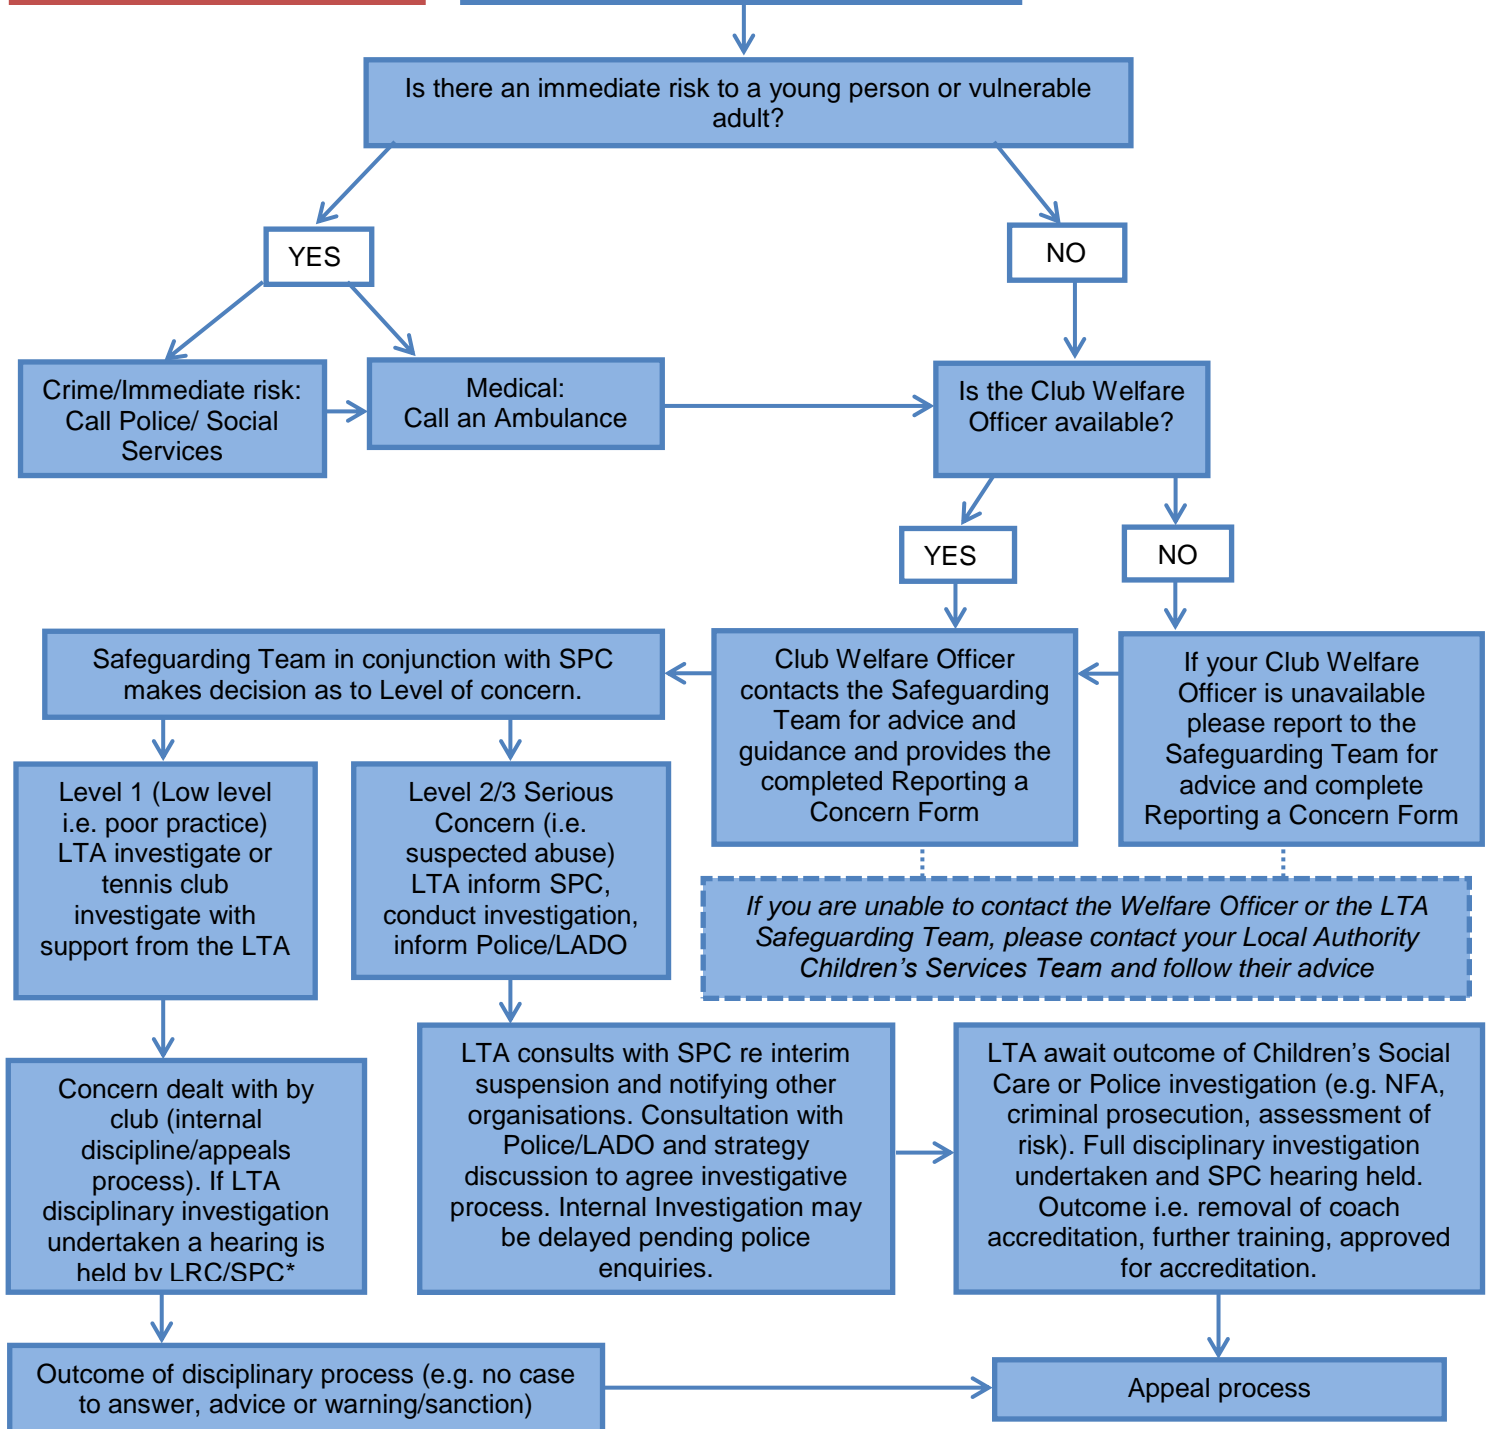 Is there an immediate risk to a young person or vulnerable
adult?
YES
NO
Crime/Immediate risk:
Call Police/ Social
Services
Medical:
Call an Ambulance
Is the Club Welfare
Officer available?
YES
NO
Safeguarding Team in conjunction with SPC
makes decision as to Level of concern.
Club Welfare Officer
contacts the Safeguarding
Team for advice and
guidance and provides the
completed Reporting a
Concern Form
If your Club Welfare
Officer is unavailable
please report to the
Safeguarding Team for
advice and complete
Reporting a Concern Form
Level 1 (Low level
i.e. poor practice)
LTA investigate or
tennis club
investigate with
support from the LTA
Level 2/3 Serious
Concern (i.e.
suspected abuse)
LTA inform SPC,
conduct investigation,
inform Police/LADO
If you are unable to contact the Welfare Officer or the LTA
Safeguarding Team, please contact your Local Authority
Children’s Services Team and follow their advice
Concern dealt with by
club (internal
discipline/appeals
process). If LTA
disciplinary investigation
undertaken a hearing is
held by LRC/SPC*
LTA consults with SPC re interim
suspension and notifying other
organisations. Consultation with
Police/LADO and strategy
discussion to agree investigative
process. Internal Investigation may
be delayed pending police
enquiries.
LTA await outcome of Children’s Social
Care or Police investigation (e.g. NFA,
criminal prosecution, assessment of
risk). Full disciplinary investigation
undertaken and SPC hearing held.
Outcome i.e. removal of coach
accreditation, further training, approved
for accreditation.
Outcome of disciplinary process (e.g. no case
to answer, advice or warning/sanction)
Appeal process